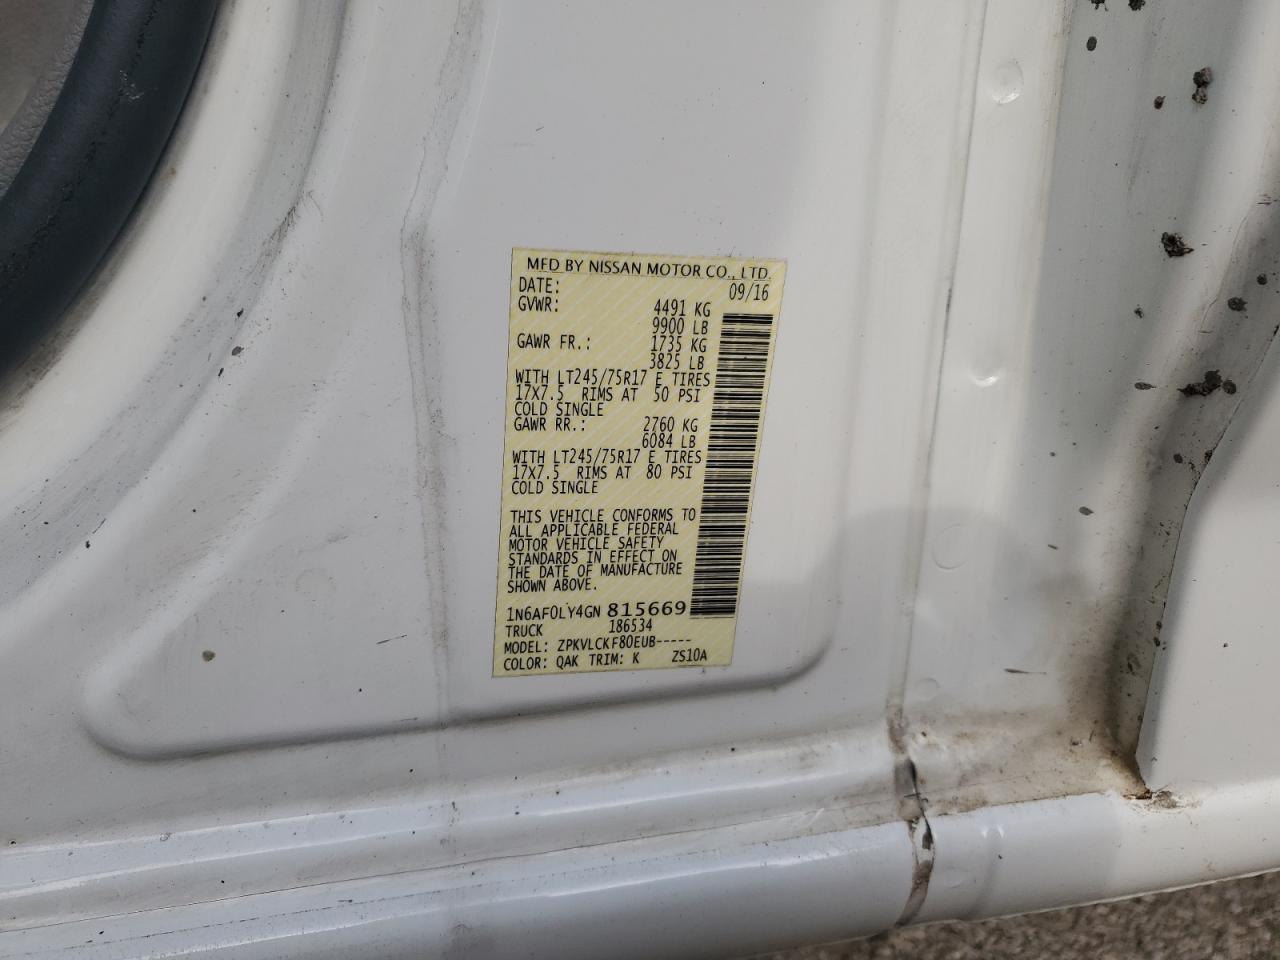 MFD BY NISSAN MOTOR CO., LTD.
DATE: 09/16
GVWR: 4491 KG
9900 LB
GAWR FR.: 1735 KG
3825 LB
WITH LT245/75R17 E TIRES
17X7.5 RIMS AT 50 PSI
COLD SINGLE
GAWR RR.: 2760 KG
6084 LB
WITH LT245/75R17 E TIRES
17X7.5 RIMS AT 80 PSI
COLD SINGLE
THIS VEHICLE CONFORMS TO
ALL APPLICABLE FEDERAL
MOTOR VEHICLE SAFETY
STANDARDS IN EFFECT ON
THE DATE OF MANUFACTURE
SHOWN ABOVE.
1N6AF0LY4GN 815669
TRUCK 186534
MODEL: ZPKVLCKF80EUB-----
COLOR: QAK TRIM: K ZS10A